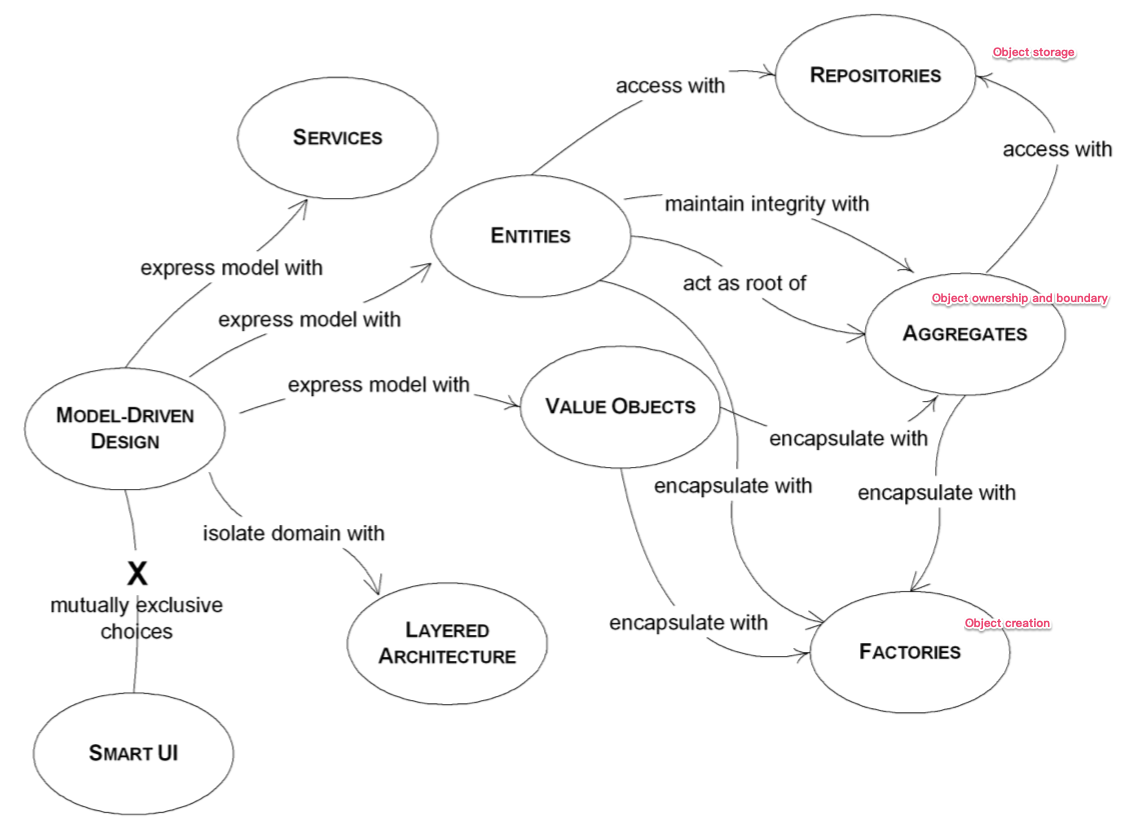 REPOSITORIES
Object storage
access with
SERVICES
access with
maintain integrity with
ENTITIES
express model with
act as root of
Object ownership and boundary
express model with
AGGREGATES
express model with
VALUE OBJECTS
MODEL-DRIVEN
DESIGN
encapsulate with
encapsulate with
encapsulate with
isolate domain with
X
mutually exclusive
choices
encapsulate with
Object creation
LAYERED
ARCHITECTURE
FACTORIES
SMART UI